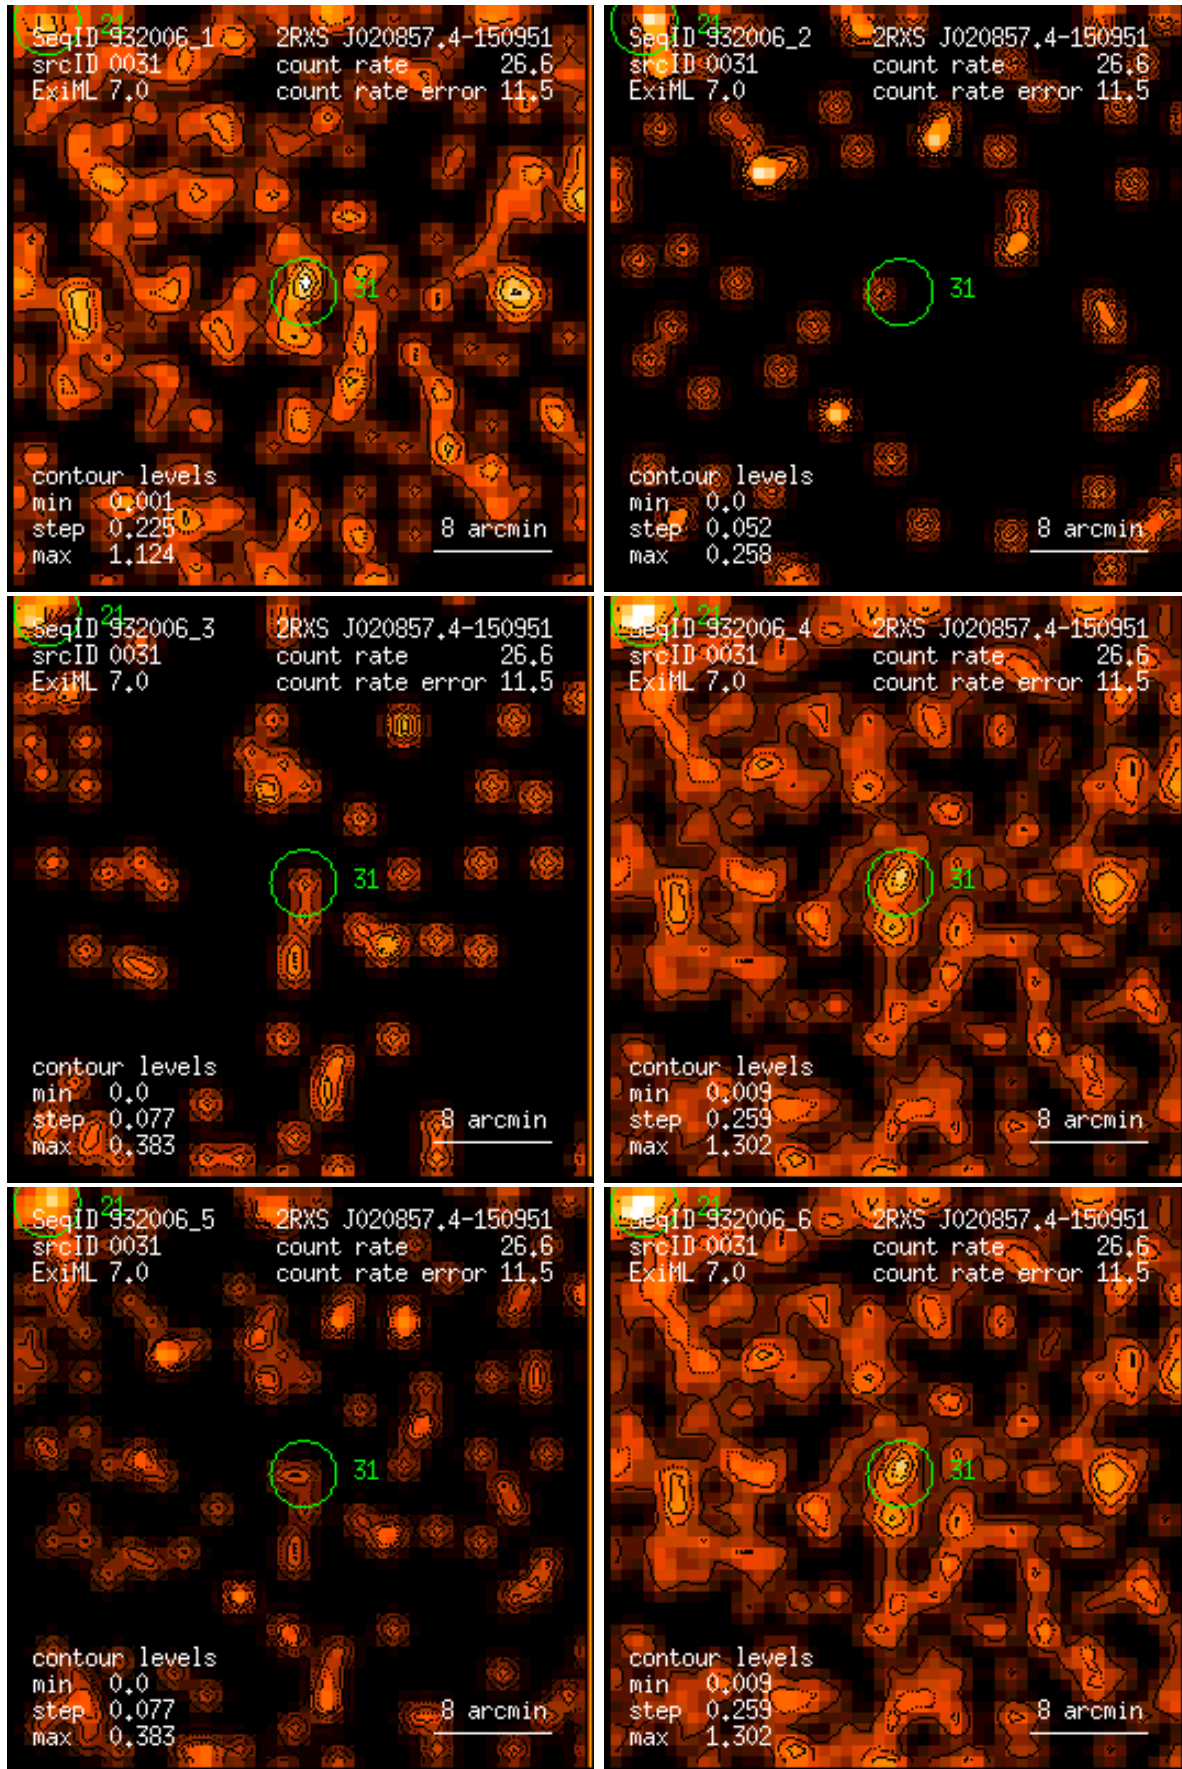 21
SeqID 932006_1 2RXS J020857.4-150951
srcID 0031 count rate 26.6
ExiML 7.0 count rate error 11.5
31
contour levels
min 0.001
step 0.225 8 arcmin
max 1.124
21
SeqID 932006_2 2RXS J020857.4-150951
srcID 0031 count rate 26.6
ExiML 7.0 count rate error 11.5
31
contour levels
min 0.0
step 0.052 8 arcmin
max 0.258
21
SeqID 932006_3 2RXS J020857.4-150951
srcID 0031 count rate 26.6
ExiML 7.0 count rate error 11.5
31
contour levels
min 0.0
step 0.077 8 arcmin
max 0.383
21
SeqID 932006_4 2RXS J020857.4-150951
srcID 0031 count rate 26.6
ExiML 7.0 count rate error 11.5
31
contour levels
min 0.009
step 0.259 8 arcmin
max 1.302
21
SeqID 932006_5 2RXS J020857.4-150951
srcID 0031 count rate 26.6
ExiML 7.0 count rate error 11.5
31
contour levels
min 0.0
step 0.077 8 arcmin
max 0.383
21
SeqID 932006_6 2RXS J020857.4-150951
srcID 0031 count rate 26.6
ExiML 7.0 count rate error 11.5
31
contour levels
min 0.009
step 0.259 8 arcmin
max 1.302